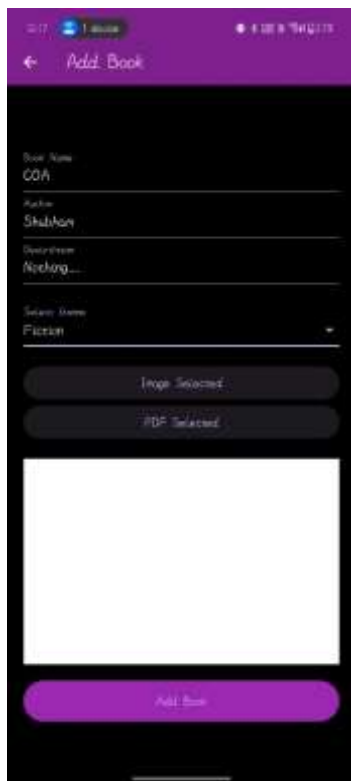 Add Book
Book Name
COA
Author
Shubham
Description
Nothing....
Select Genre
Fiction
Image Selected
PDF Selected
Add Book